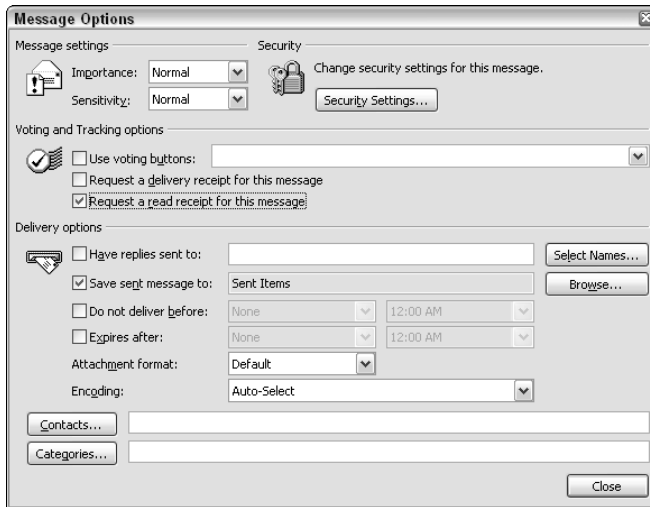 Message Options
Message settings Security
Importance: Normal Change security settings for this message.
Sensitivity: Normal Security Settings...
Voting and Tracking options
Use voting buttons:
Request a delivery receipt for this message
Request a read receipt for this message
Delivery options
Have replies sent to: Select Names...
Save sent message to: Sent Items Browse...
Do not deliver before: None 12:00 AM
Expires after: None 12:00 AM
Attachment format: Default
Encoding: Auto-Select
Contacts...
Categories...
Close